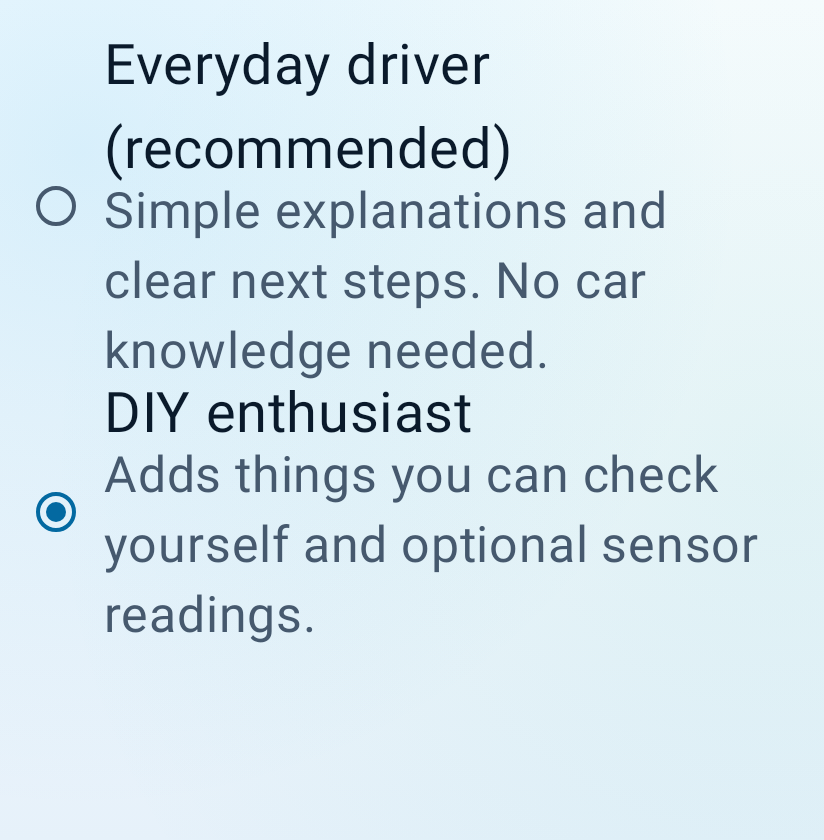 Everyday driver
(recommended)
Simple explanations and
clear next steps. No car
knowledge needed.
DIY enthusiast
Adds things you can check
yourself and optional sensor
readings.